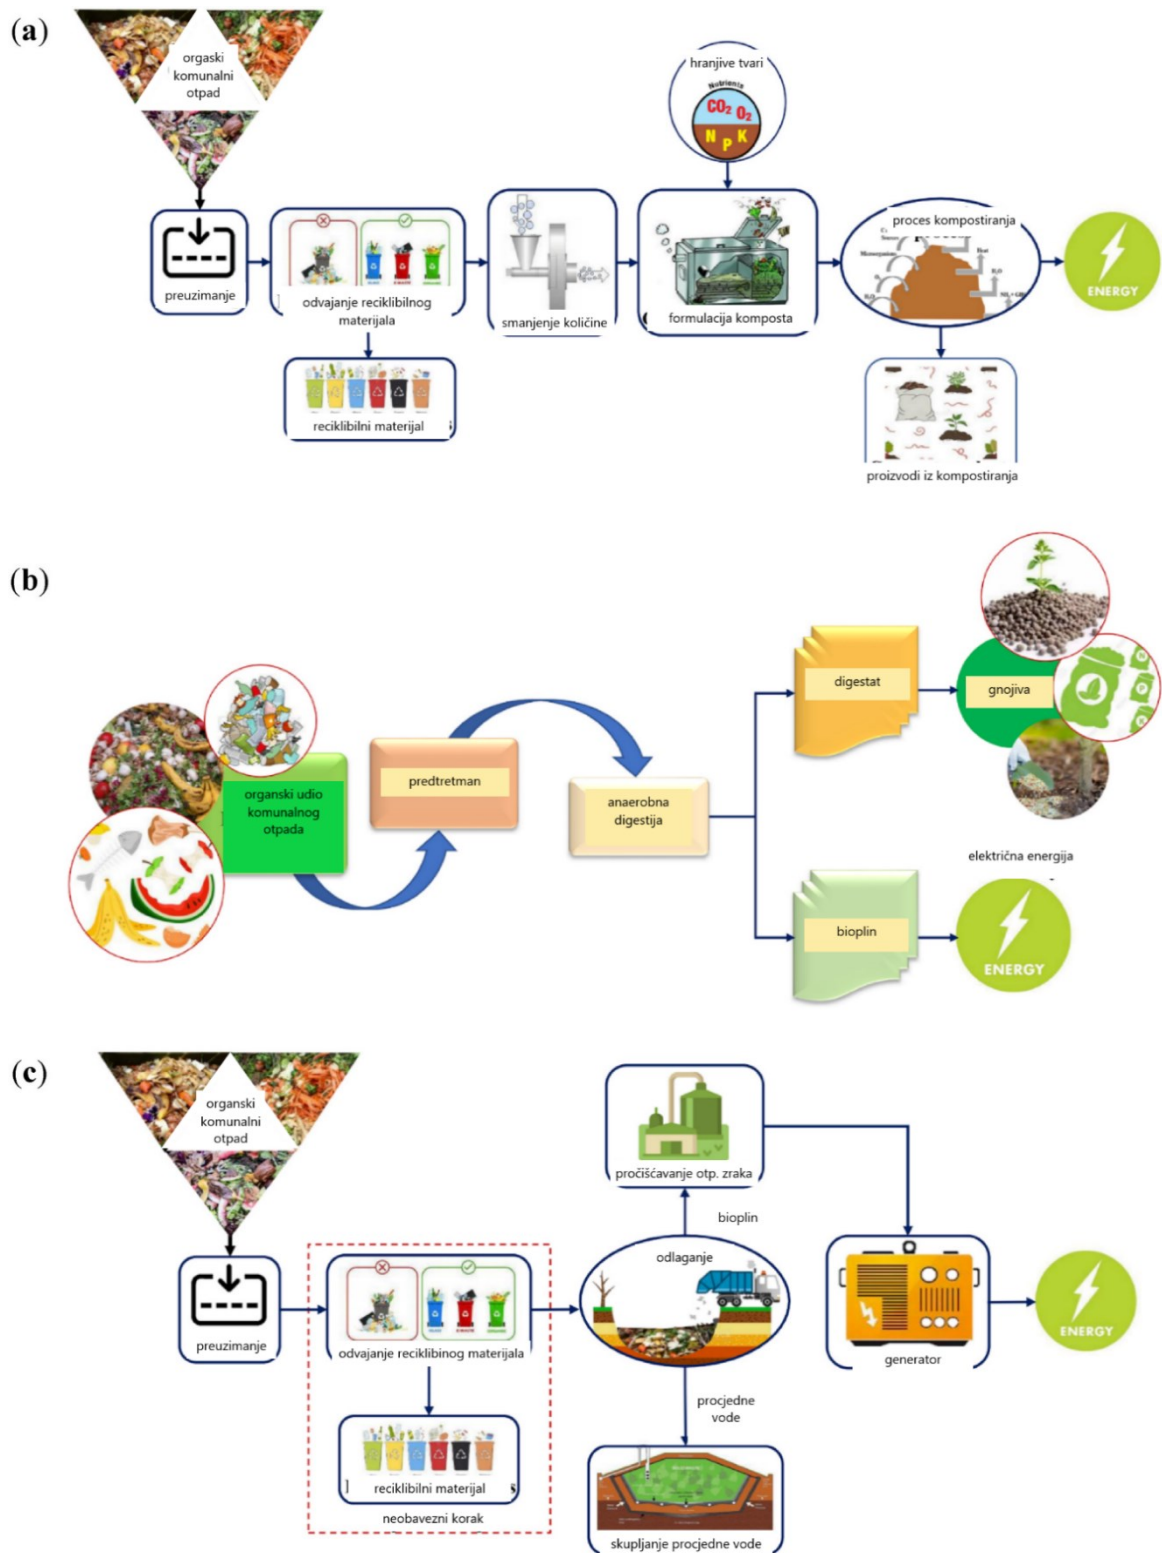 (a)
orgaski
komunalni
otpad
hranjive tvari
Nutrients
CO₂ O₂
N P K
preuzimanje
odvajanje reciklibilnog
materijala
smanjenje količine
formulacija komposta
proces kompostiranja
Heat
H₂O
ENERGY
reciklibilni materijal
proizvodi iz kompostiranja
(b)
organski udio
komunalnog
otpada
predtretman
anaerobna
digestija
digestat
gnojiva
N
P
K
bioplin
električna energija
ENERGY
(c)
organski
komunalni
otpad
preuzimanje
odvajanje reciklibinog materijala
reciklibilni materijal
neobavezni korak
pročišćavanje otp. zraka
bioplin
odlaganje
procjedne
vode
skupljanje procjedne vode
generator
ENERGY